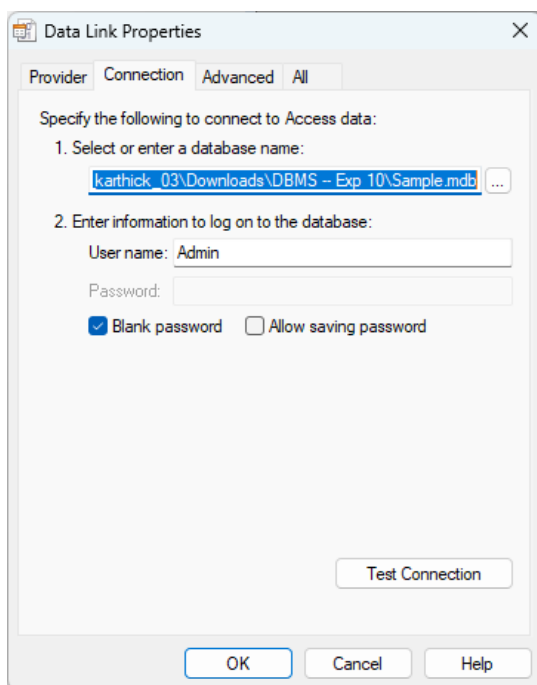 Data Link Properties
Provider Connection Advanced All
Specify the following to connect to Access data:
1. Select or enter a database name:
karthick_03\Downloads\DBMS – Exp 10\Sample.mdb ...
2. Enter information to log on to the database:
User name: Admin
Password:
Blank password Allow saving password
Test Connection
OK Cancel Help